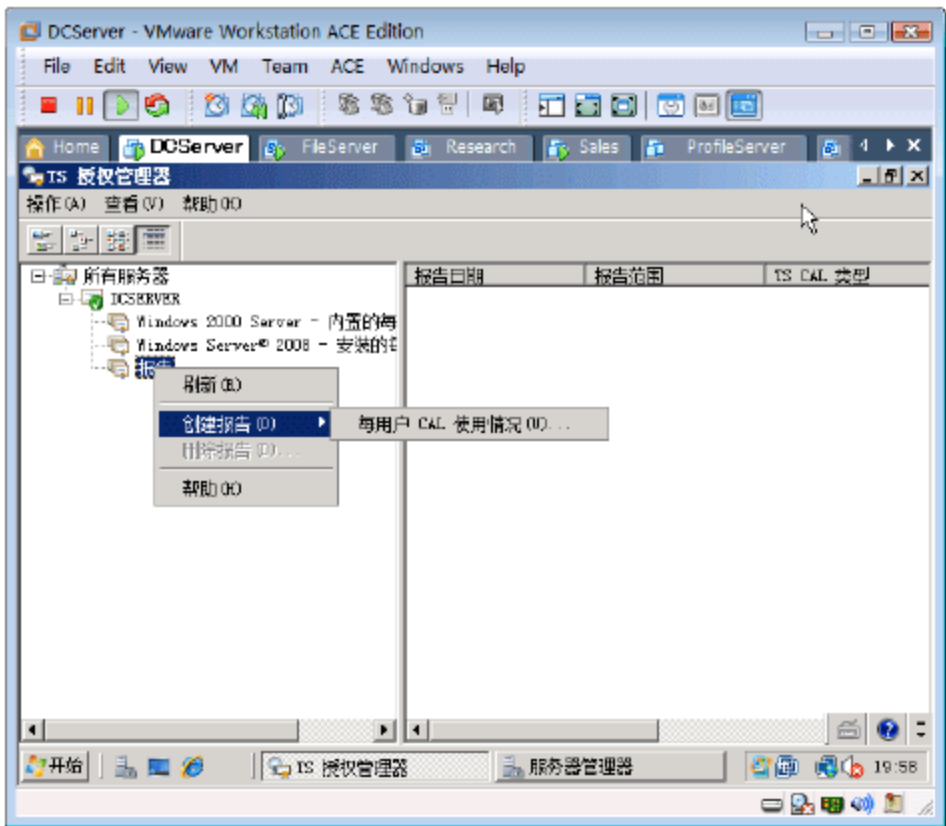 DCServer - VMware Workstation ACE Edition
File Edit View VM Team ACE Windows Help
Home DCServer FileServer Research Sales ProfileServer
TS 授权管理器
操作(A) 查看(V) 帮助(H)
所有服务器 报告日期 报告范围 TS CAL 类型
DCSERVER
Windows 2000 Server - 内置的每
Windows Server® 2008 - 安装的每
报告
刷新(R)
创建报告(O) 每用户 CAL 使用情况(U)...
删除报告(D)...
帮助(H)
开始 TS 授权管理器 服务器管理器 19:58